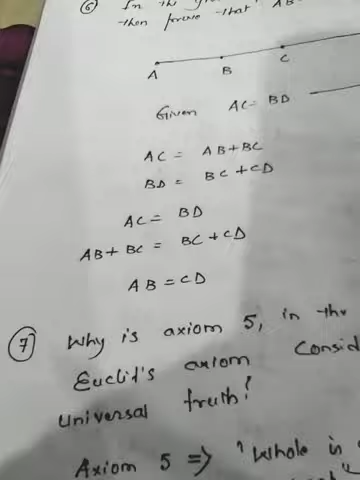 (6) In the
then prove that AB
A B C
Given AC = BD
AC = AB + BC
BD = BC + CD
AC = BD
AB + BC = BC + CD
AB = CD
(7) Why is axiom 5, in the
Euclid's axiom Consid
universal truth?
Axiom 5 => "Whole is